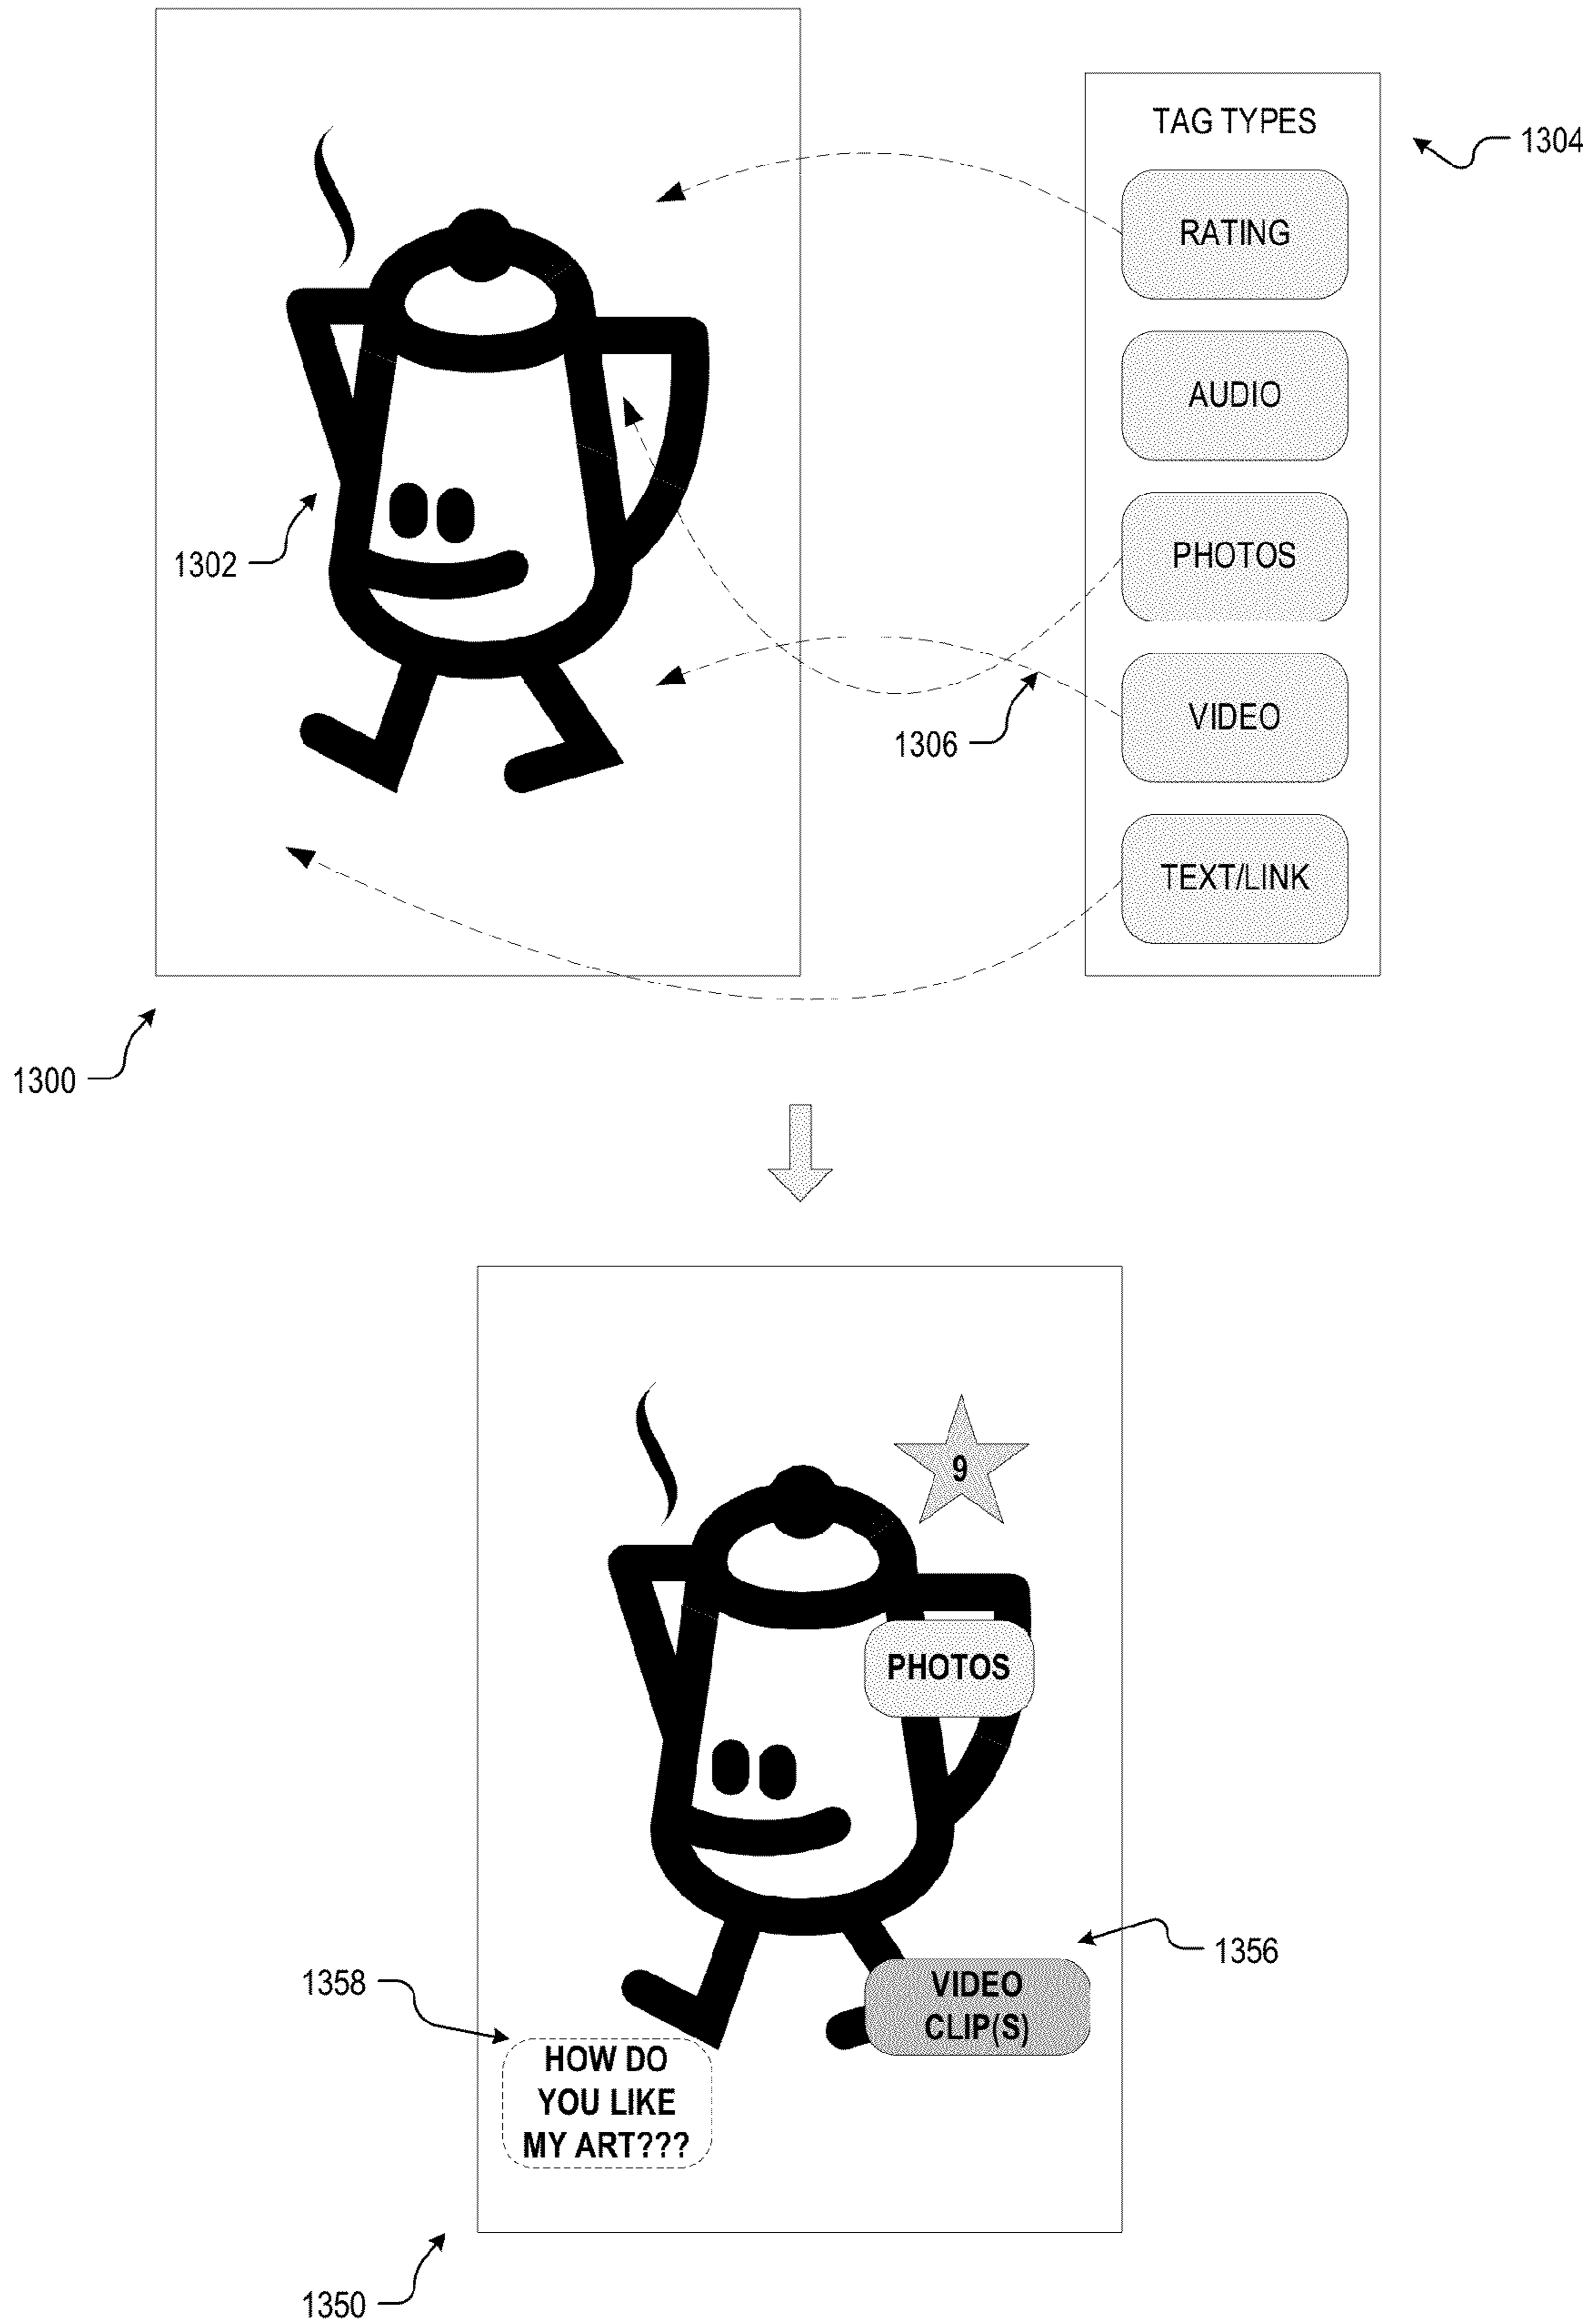 TAG TYPES
1304
RATING
AUDIO
1302
PHOTOS
1306
VIDEO
TEXT/LINK
1300
9
PHOTOS
1356
VIDEO
CLIP(S)
1358
HOW DO
YOU LIKE
MY ART???
1350